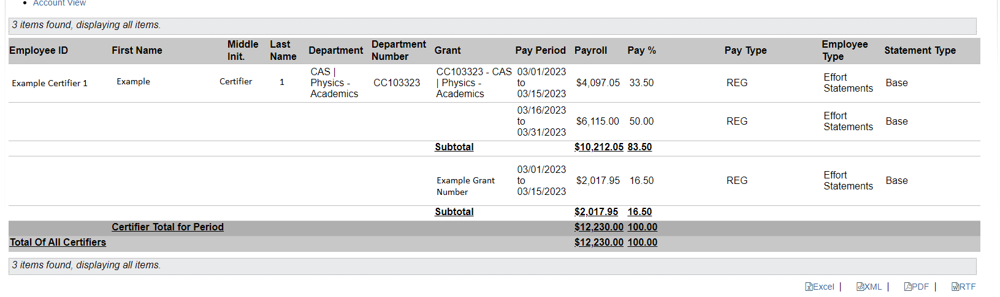 Account View
3 items found, displaying all items.
Employee ID First Name Middle Init. Last Name Department Department Number Grant Pay Period Payroll Pay % Pay Type Employee Type Statement Type
Example Certifier 1 Example Certifier 1 CAS | Physics - Academics CC103323 CC103323 - CAS | Physics - Academics 03/01/2023 to 03/15/2023 $4,097.05 33.50 REG Effort Statements Base
03/16/2023 to 03/31/2023 $6,115.00 50.00 REG Effort Statements Base
Subtotal $10,212.05 83.50
Example Grant Number 03/01/2023 to 03/15/2023 $2,017.95 16.50 REG Effort Statements Base
Subtotal $2,017.95 16.50
Certifier Total for Period $12,230.00 100.00
Total Of All Certifiers $12,230.00 100.00
3 items found, displaying all items.
Excel | XML | PDF | RTF